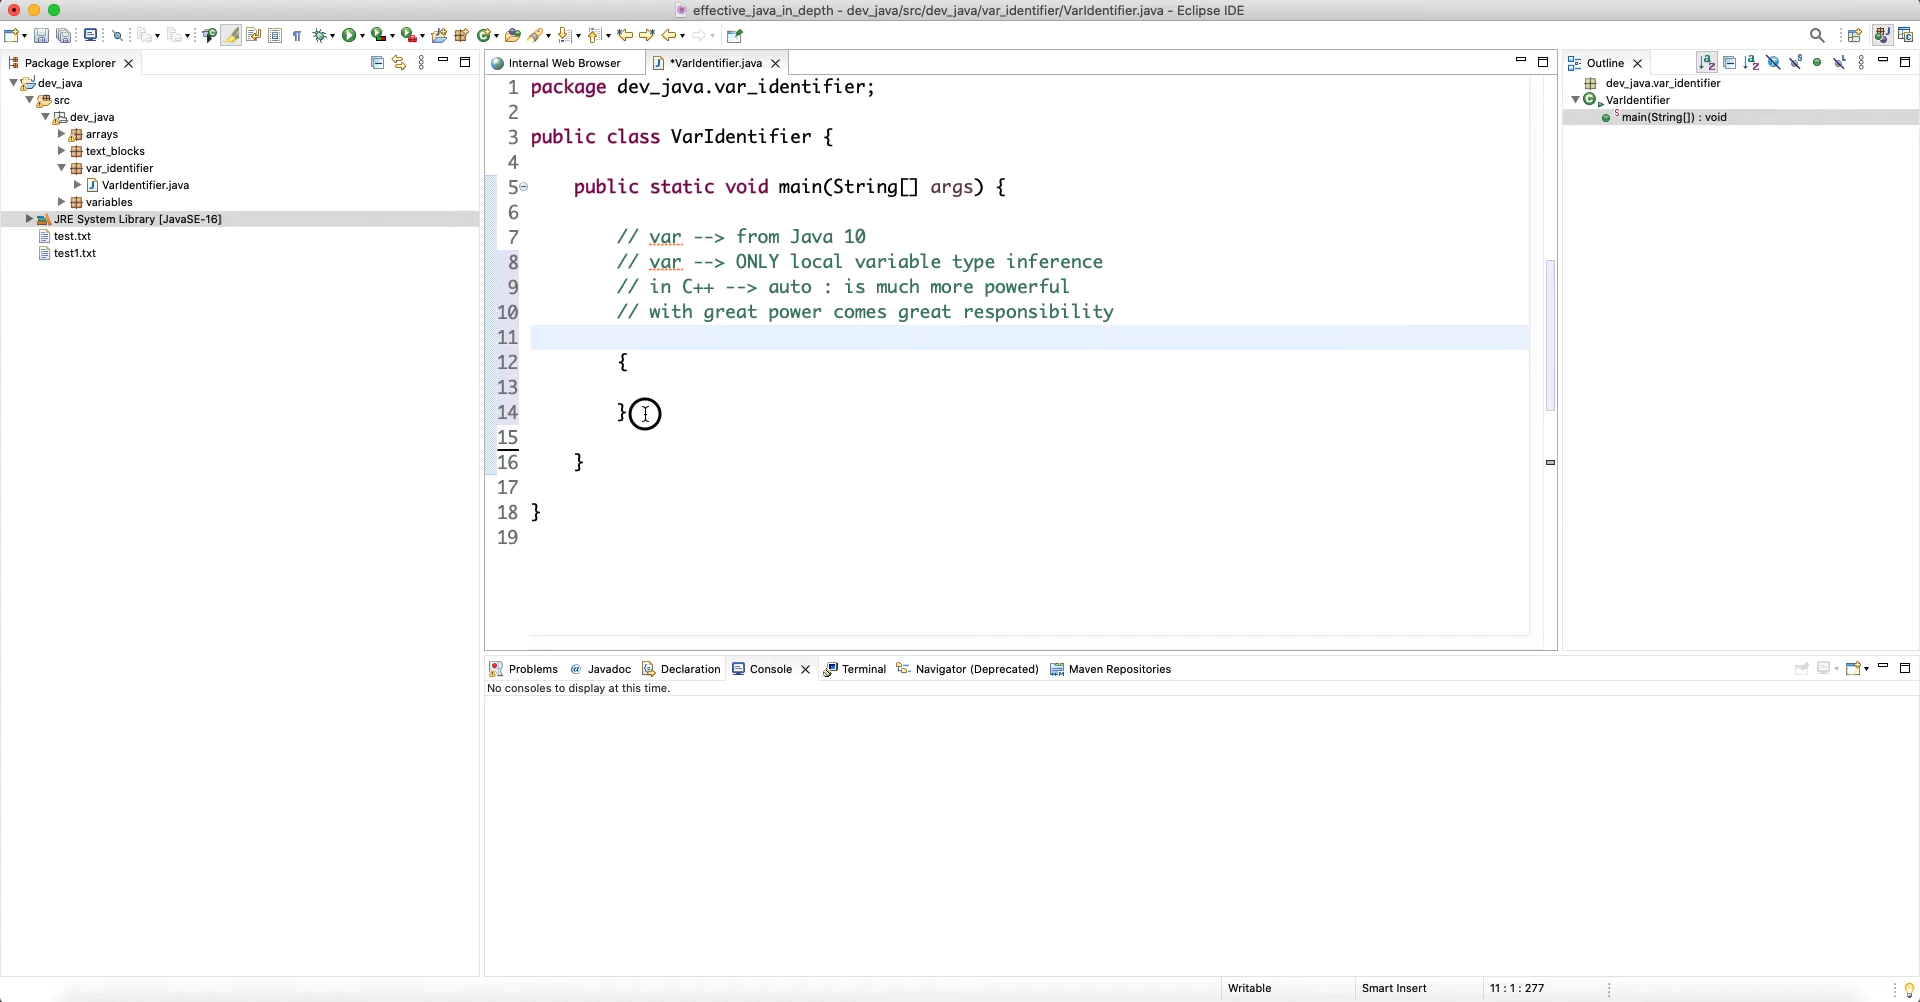 effective_java_in_depth - dev_java/src/dev_java/var_identifier/VarIdentifier.java - Eclipse IDE
Package Explorer
dev_java
src
dev_java
arrays
text_blocks
var_identifier
VarIdentifier.java
variables
JRE System Library [JavaSE-16]
test.txt
test1.txt
Internal Web Browser
*VarIdentifier.java
1 package dev_java.var_identifier;
2
3 public class VarIdentifier {
4
5 public static void main(String[] args) {
6
7 // var --> from Java 10
8 // var --> ONLY local variable type inference
9 // in C++ --> auto : is much more powerful
10 // with great power comes great responsibility
11
12 {
13
14 }
15
16 }
17
18 }
19
Outline
dev_java.var_identifier
VarIdentifier
main(String[]) : void
Problems
Javadoc
Declaration
Console
Terminal
Navigator (Deprecated)
Maven Repositories
No consoles to display at this time.
Writable
Smart Insert
11 : 1 : 277